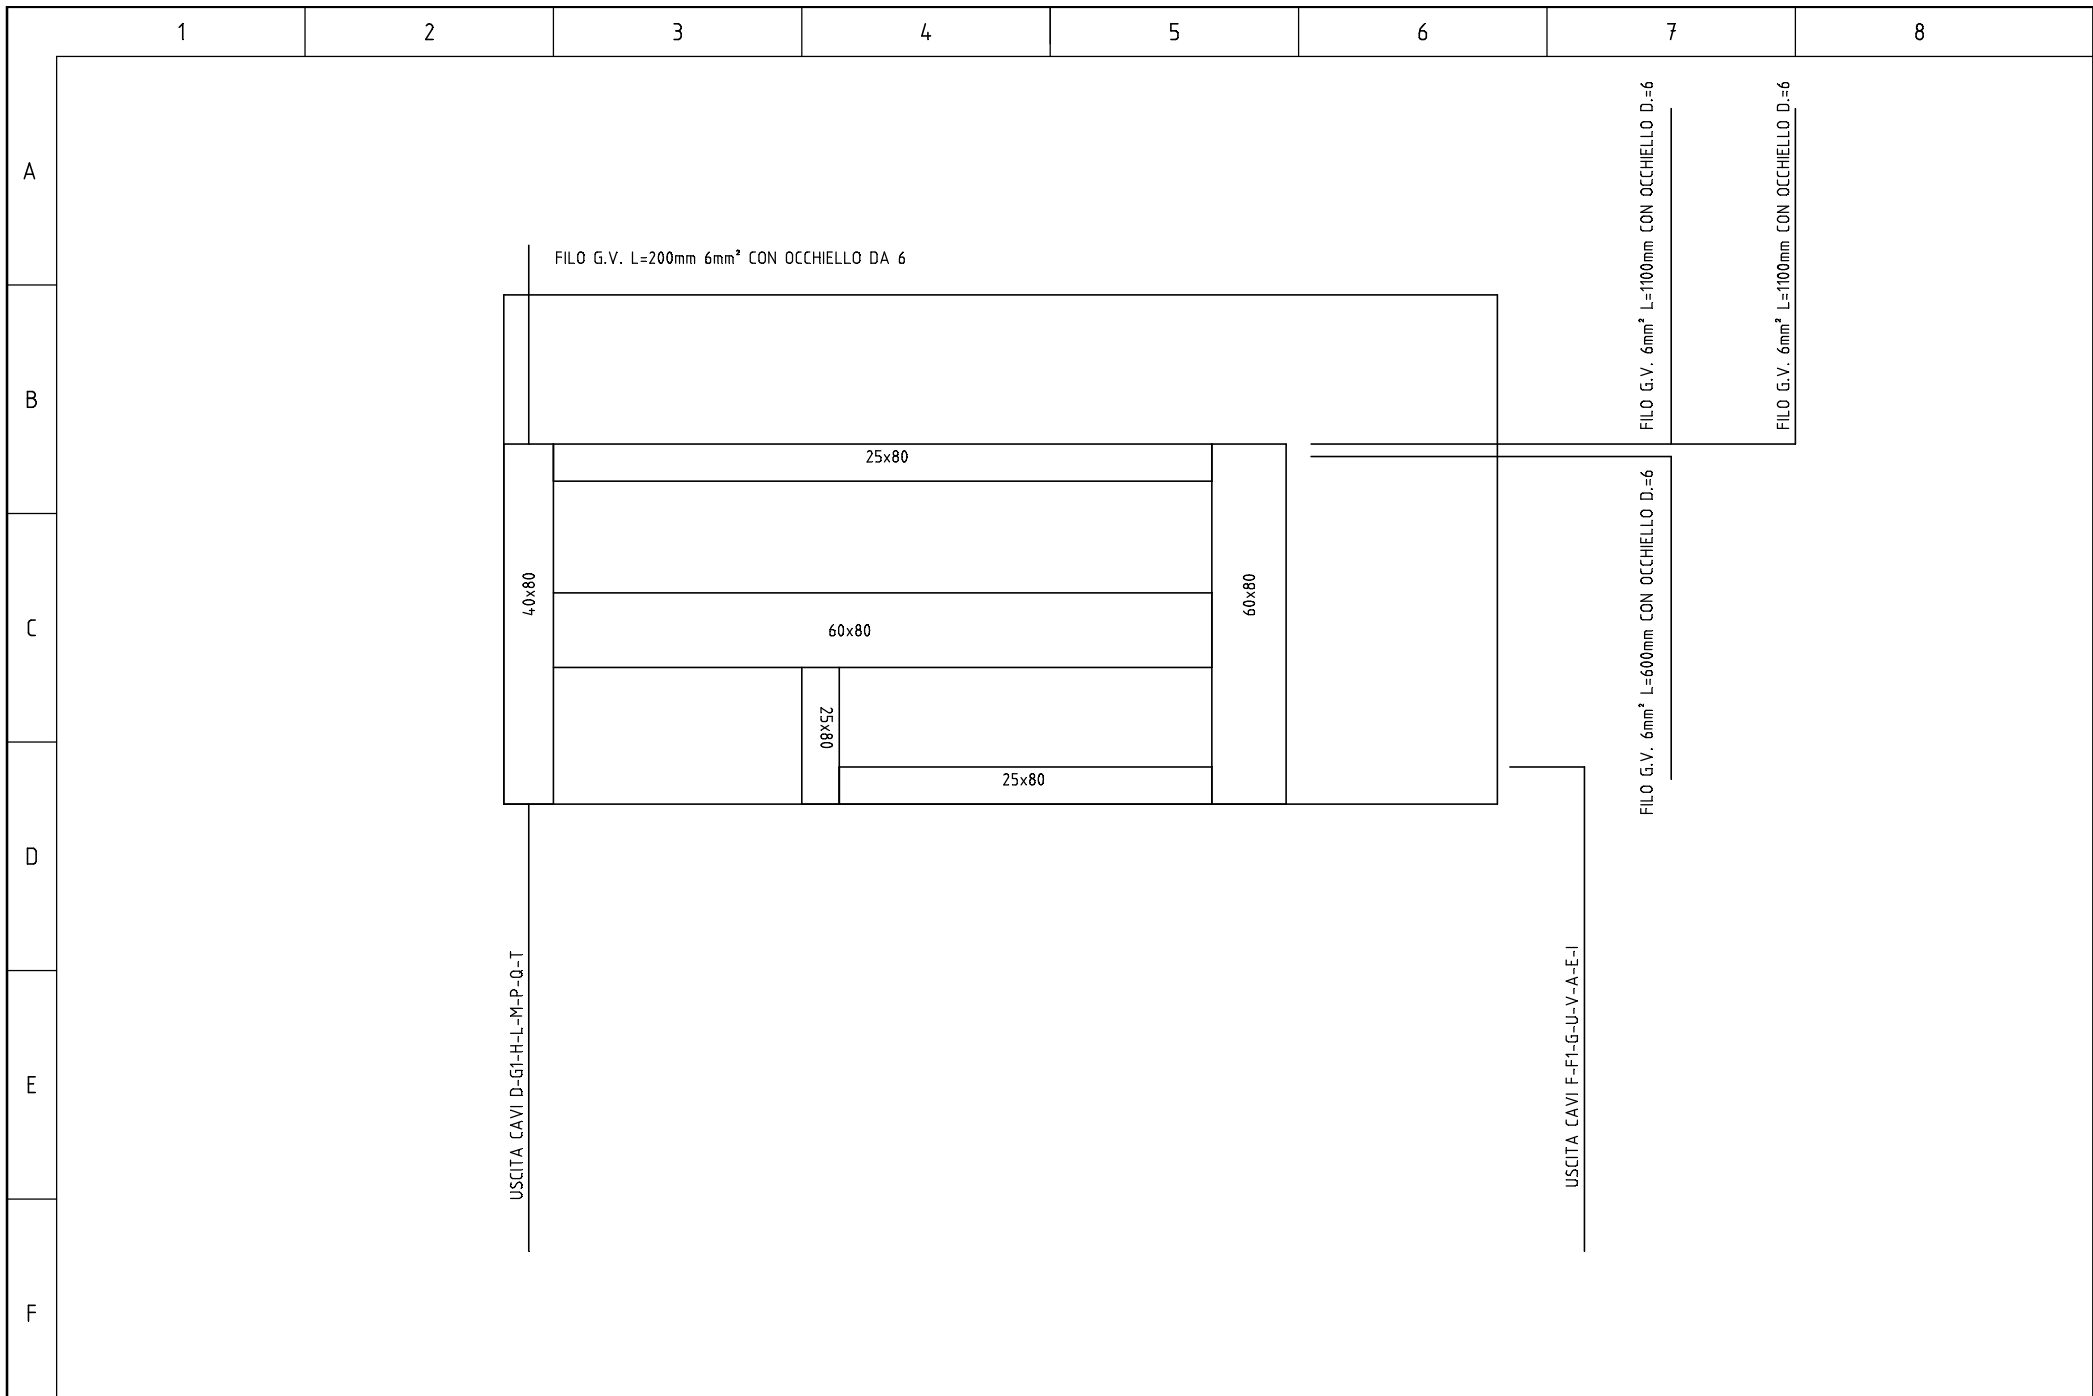 1 2 3 4 5 6 7 8
A
B
C
D
E
F
FILO G.V. L=200mm 6mm² CON OCCHIELLO DA 6
FILO G.V. 6mm² L=1100mm CON OCCHIELLO D.=6
FILO G.V. 6mm² L=1100mm CON OCCHIELLO D.=6
25x80
40x80
60x80
60x80
25x80
25x80
FILO G.V. 6mm² L=600mm CON OCCHIELLO D.=6
USCITA CAVI D-G1-H-L-M-P-Q-T
USCITA CAVI F-F1-G-U-V-A-E-I